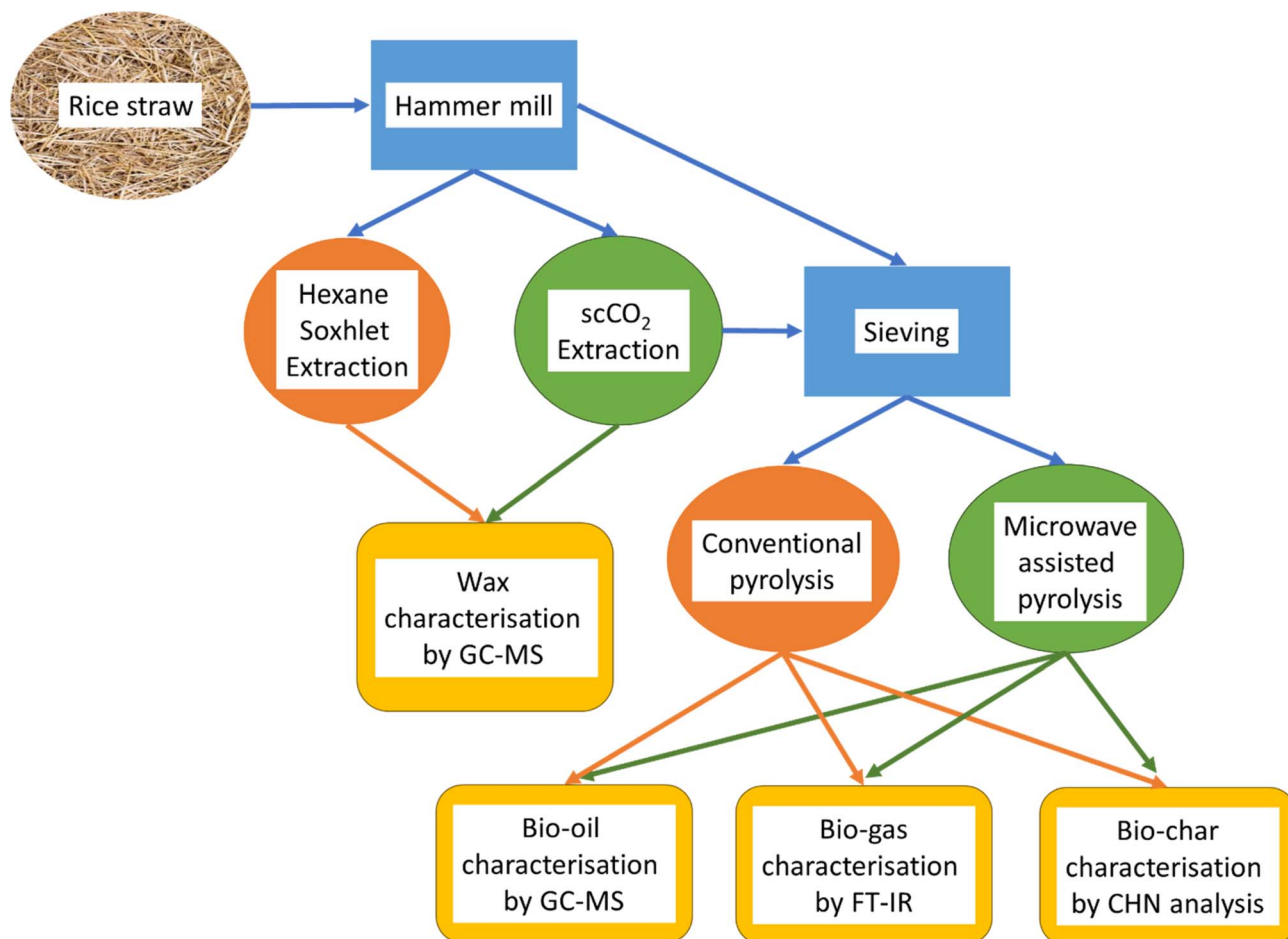 Rice straw
Hammer mill
Hexane
Soxhlet
Extraction
scCO₂
Extraction
Sieving
Conventional
pyrolysis
Microwave
assisted
pyrolysis
Wax
characterisation
by GC-MS
Bio-oil
characterisation
by GC-MS
Bio-gas
characterisation
by FT-IR
Bio-char
characterisation
by CHN analysis